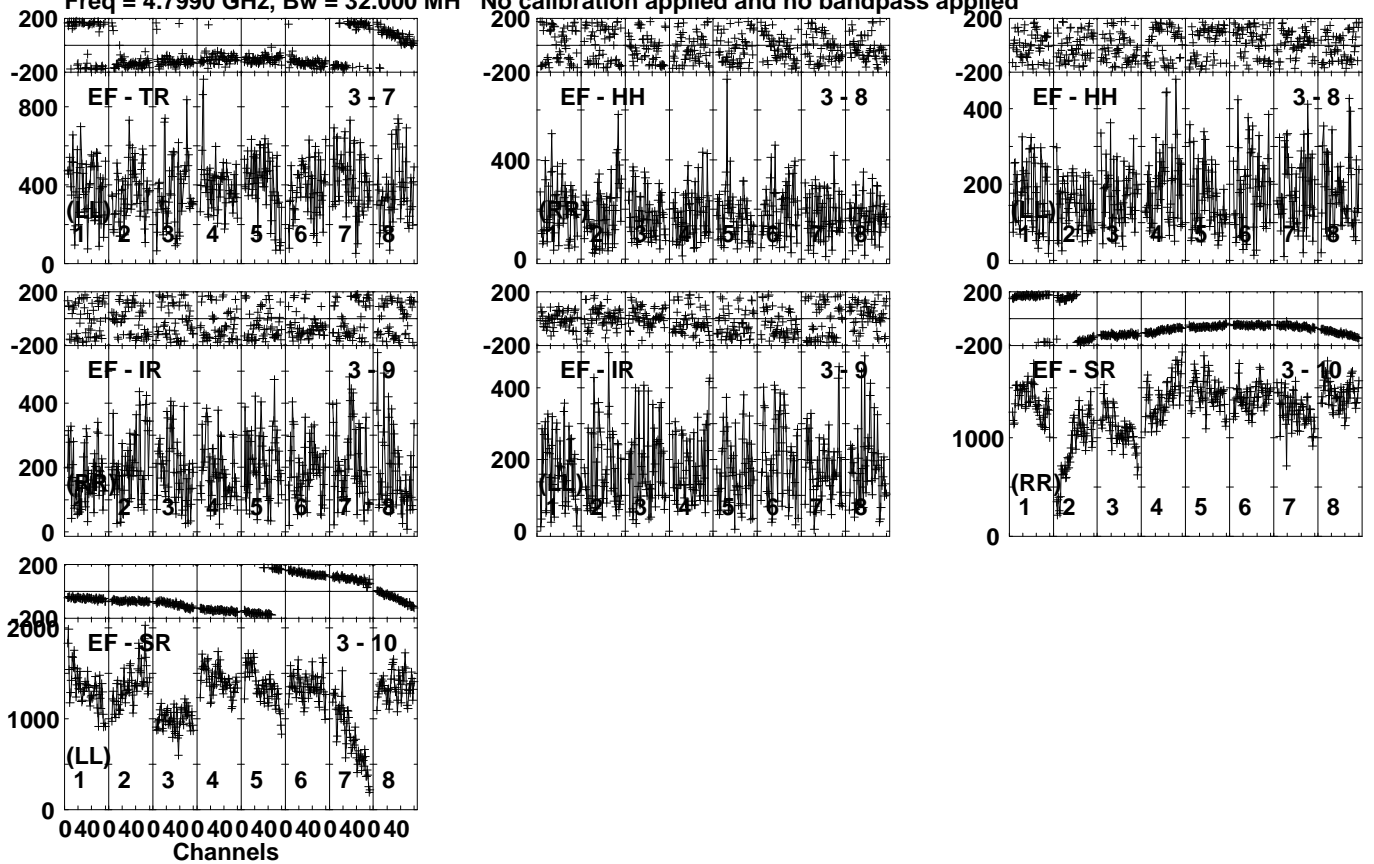 Freq = 4.7990 GHz, Bw = 32.000 MH No calibration applied and no bandpass applied
200
-200
EF - TR 3 - 7
800
400
(LL)
1 2 3 4 5 6 7 8
0
200
-200
EF - HH 3 - 8
400
(RR)
1 2 3 4 5 6 7 8
0
200
-200
EF - HH 3 - 8
400
200
(LL)
1 2 3 4 5 6 7 8
0
200
-200
EF - IR 3 - 9
400
200
(RR)
1 2 3 4 5 6 7 8
0
200
-200
EF - IR 3 - 9
400
200
(LL)
1 2 3 4 5 6 7 8
0
200
-200
EF - SR 3 - 10
1000
(RR)
1 2 3 4 5 6 7 8
0
200
-200
2000
EF - SR 3 - 10
1000
(LL)
1 2 3 4 5 6 7 8
0
0 40 0 40 0 40 0 40 0 40 0 40 0 40 0 40
Channels